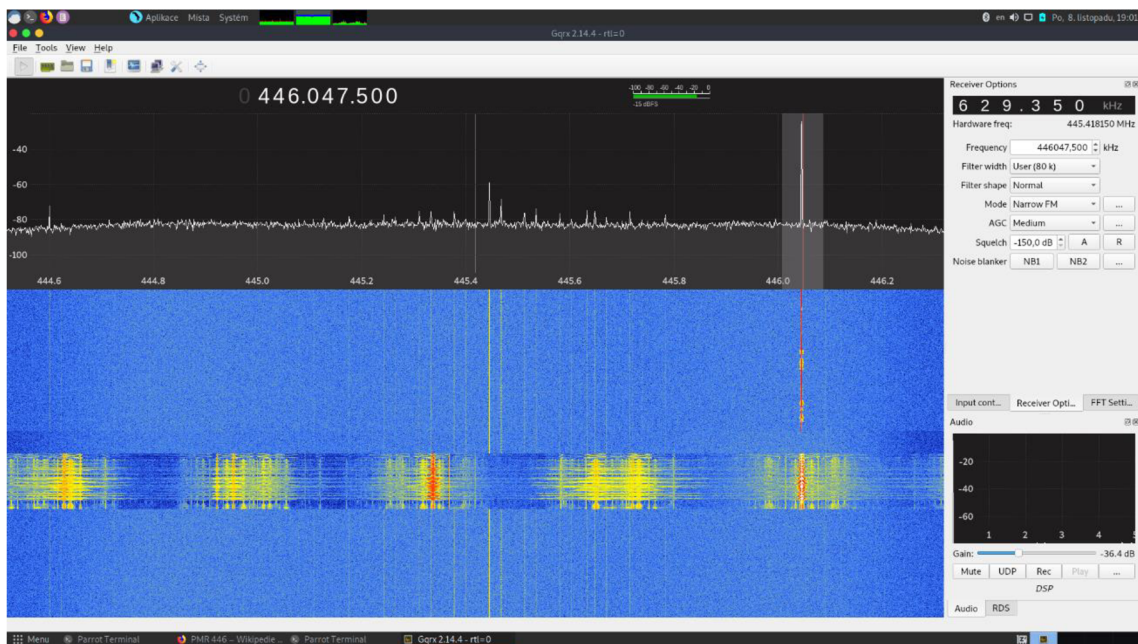 Aplikace Místa Systém
en
Po, 8. listopadu, 19:01
Gqrx 2.14.4 - rtl=0
File Tools View Help
0 446.047.500
-100 -80 -60 -40 -20 0
-15 dBFS
-40
-60
-80
-100
444.6 444.8 445.0 445.2 445.4 445.6 445.8 446.0 446.2
Receiver Options
629.350 kHz
Hardware freq: 445.418150 MHz
Frequency 446047,500 kHz
Filter width User (80 k)
Filter shape Normal
Mode Narrow FM ...
AGC Medium ...
Squelch -150,0 dB A R
Noise blanker NB1 NB2 ...
Input cont... Receiver Opti... FFT Setti...
Audio
-20
-40
-60
1 2 3 4 5
Gain: -36.4 dB
Mute UDP Rec Play ...
DSP
Audio RDS
Menu Parrot Terminal PMR 446 – Wikipedie ... Parrot Terminal Gqrx 2.14.4 - rtl=0